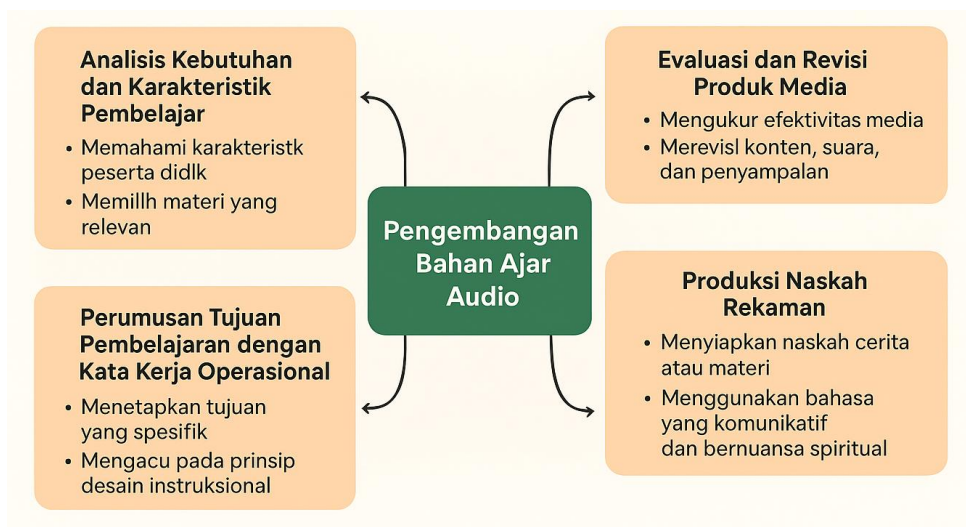 Analisis Kebutuhan
dan Karakteristik
Pembelajar
• Memahami karakteristk
peserta didlk
• Memillh materi yang
relevan
Perumusan Tujuan
Pembelajaran dengan
Kata Kerja Operasional
• Menetapkan tujuan
yang spesifik
• Mengacu pada prinsip
desain instruksional
Pengembangan
Bahan Ajar
Audio
Evaluasi dan Revisi
Produk Media
• Mengukur efektivitas media
• Merevisl konten, suara,
dan penyampalan
Produksi Naskah
Rekaman
• Menyiapkan naskah cerita
atau materi
• Menggunakan bahasa
yang komunikatif
dan bernuansa spiritual